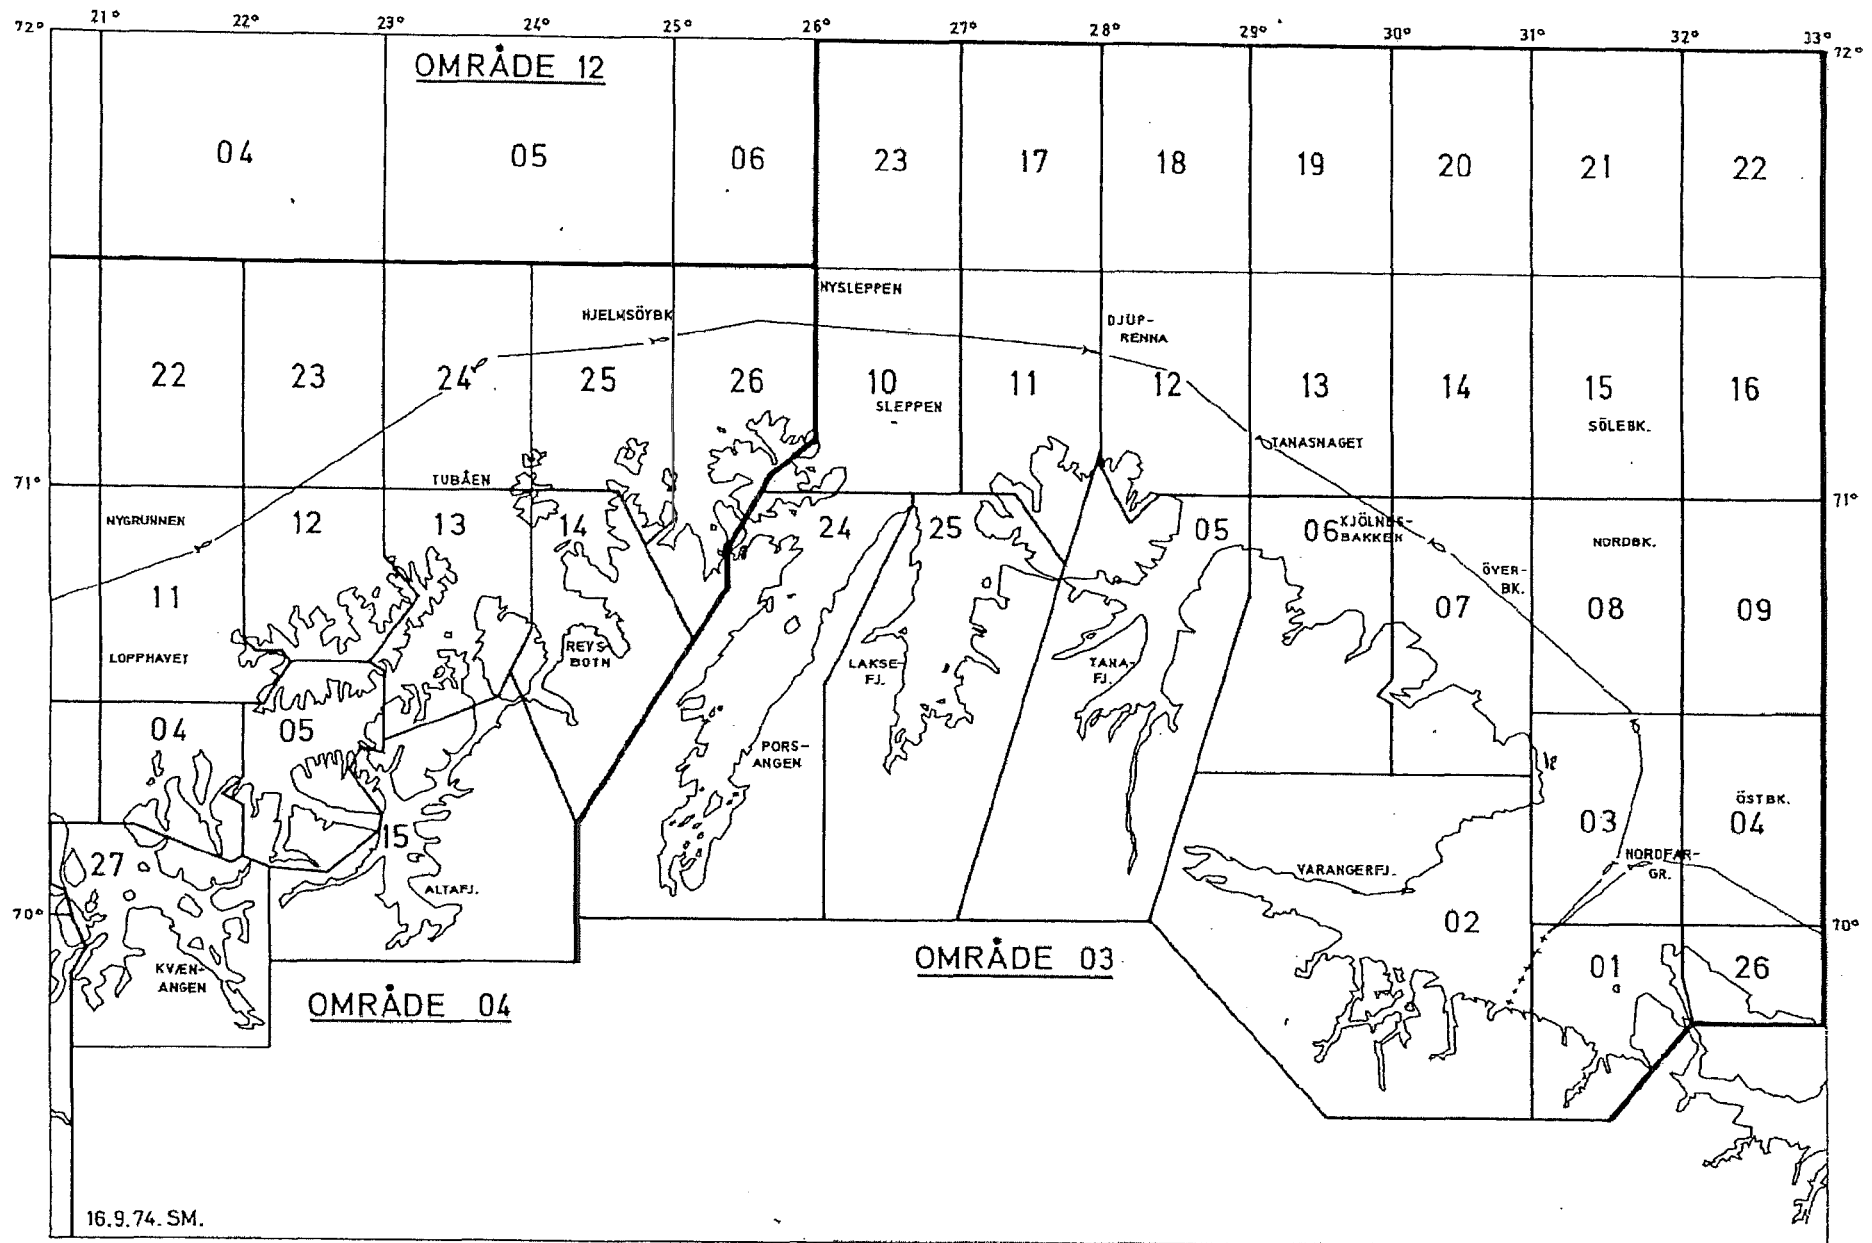 21° 22° 23° 24° 25° 26° 27° 28° 29° 30° 31° 32° 33°
72° 72°
OMRÅDE 12
04 05 06 23 17 18 19 20 21 22
NYSLEPPEN
HJELMSÖYBK
DJUP-
RENNA
22 23 24 25 26 10 11 12 13 14 15 16
SLEPPEN
SÖLEBK.
TANASNAGET
TUBÅEN
71° 71°
NYGRUNNEN
12 13 14 24 25 05 06 KJÖLNES-
BAKKEN
NORDBK.
ÖVER-
BK.
11 07 08 09
LOPPHAVET
REVS-
BOTN
LAKSE-
FJ.
TANA-
FJ.
04 05
PORS-
ANGEN
ÖSTBK.
15 03 04
27
ALTAFJ.
VARANGERFJ.
NORDFAR-
GR.
70° 70°
02
KVÆN-
ANGEN
OMRÅDE 03
01 26
OMRÅDE 04
16.9.74. SM.